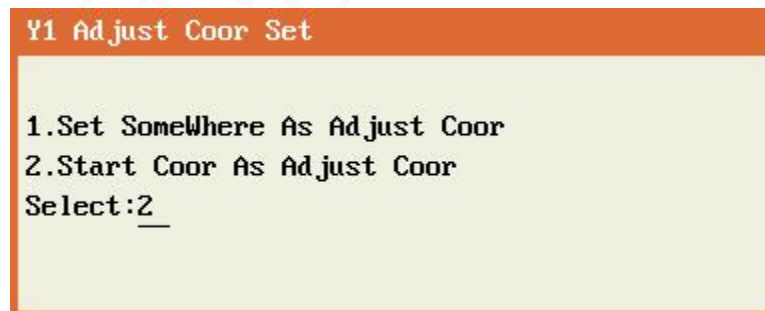 Y1 Adjust Coor Set
1.Set SomeWhere As Adjust Coor
2.Start Coor As Adjust Coor
Select:2